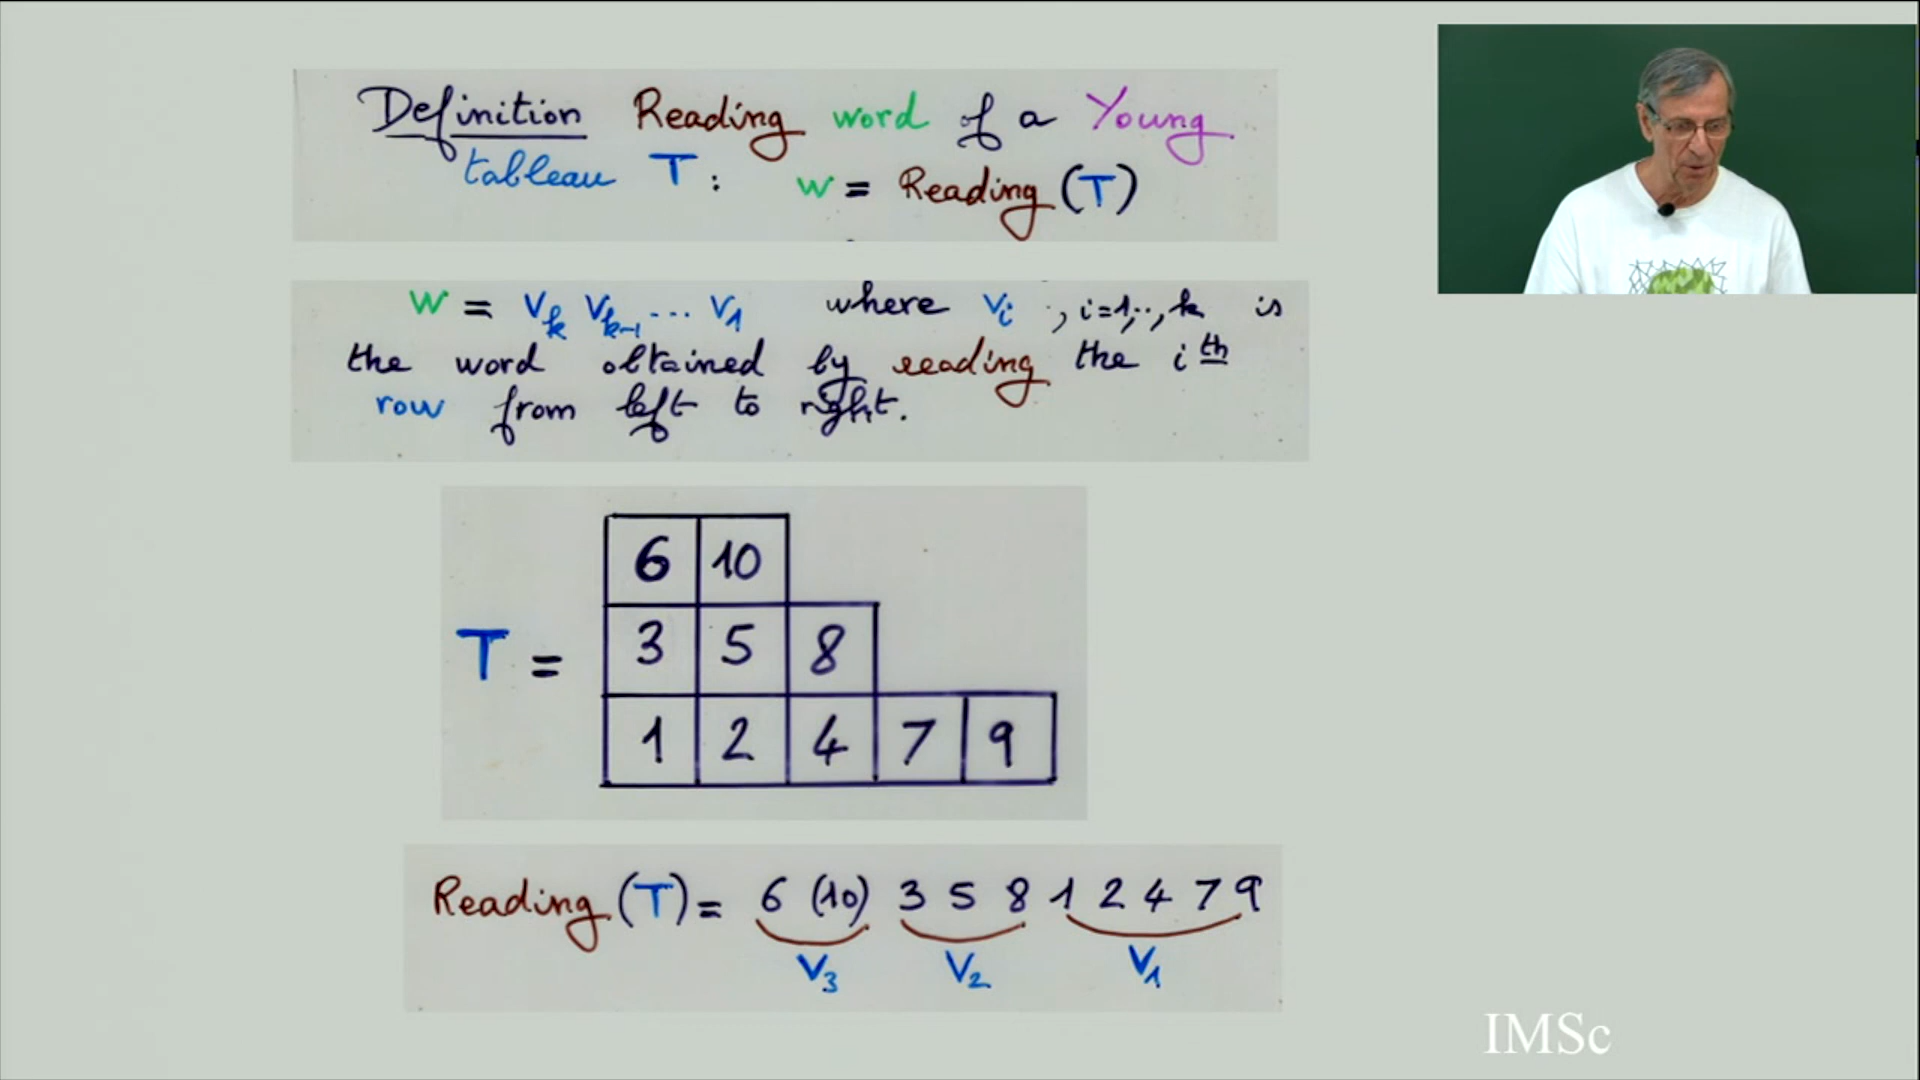 Definition Reading word of a Young
tableau T : w = Reading (T)
w = v_k v_{k-1} ... v_1 where v_i , i=1,..,k is
the word obtained by reading the i th
row from left to right.
6 10
T = 3 5 8
1 2 4 7 9
Reading (T) = 6 (10) 3 5 8 1 2 4 7 9
V_3 V_2 V_1
IMSc